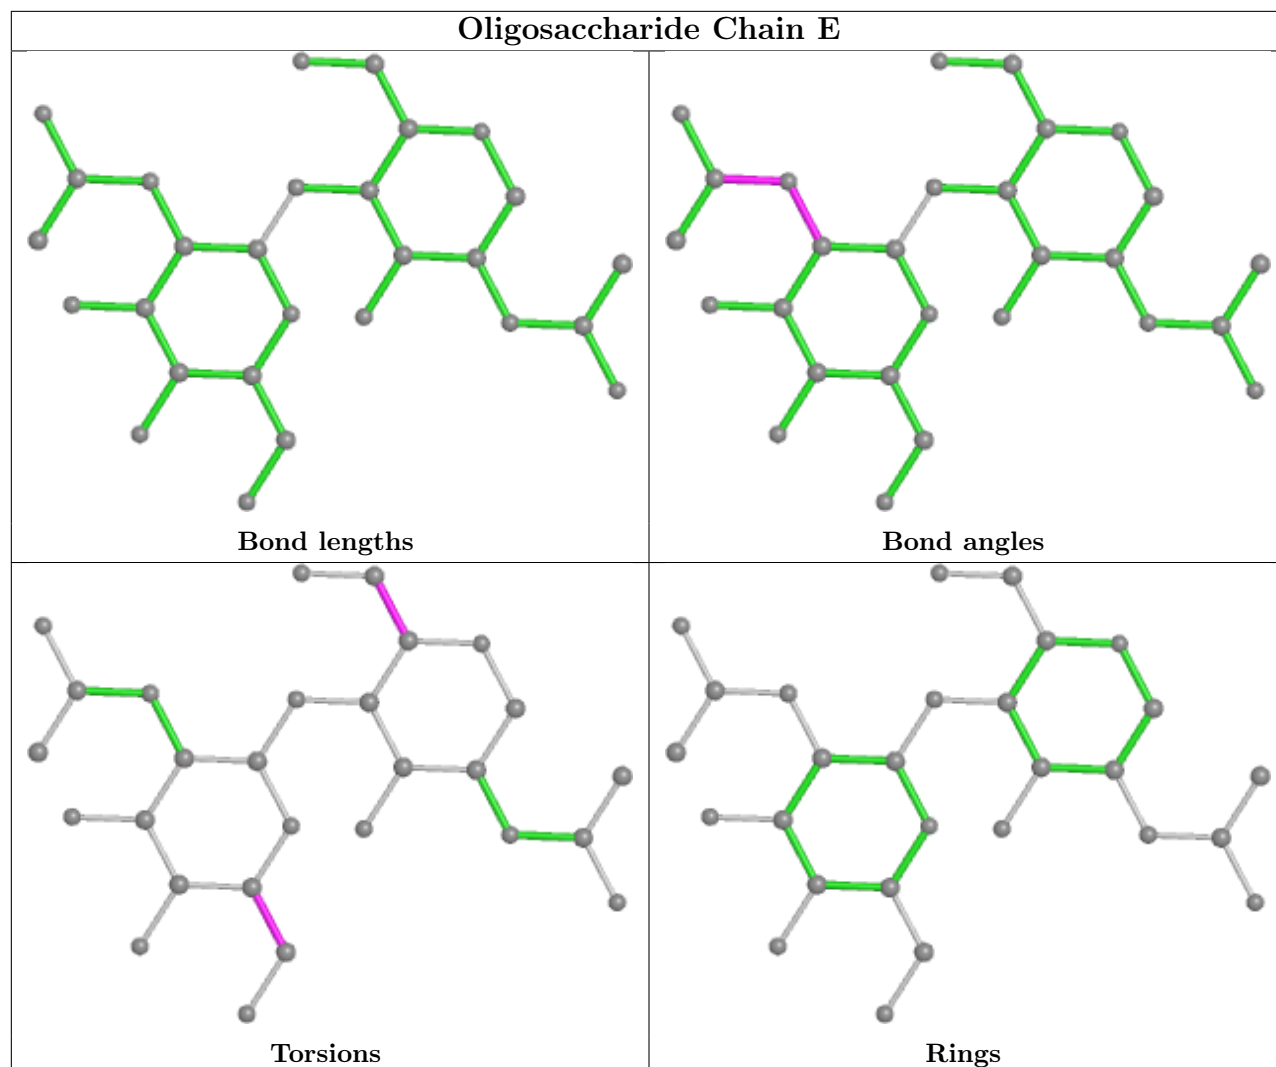 Oligosaccharide Chain E
Bond lengths
Bond angles
Torsions
Rings